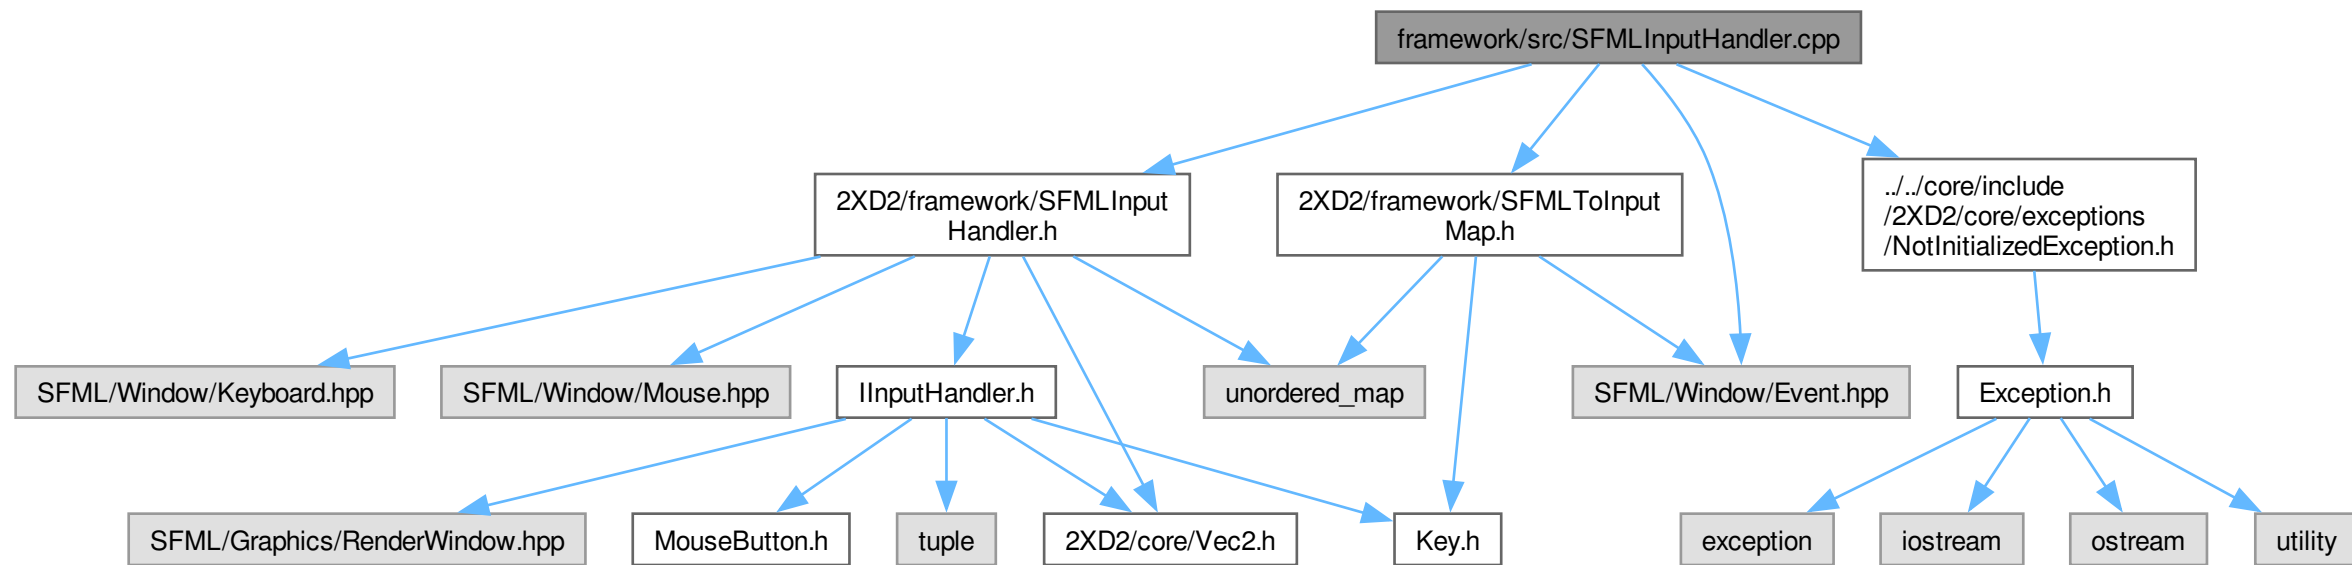 framework/src/SFMLInputHandler.cpp
2XD2/framework/SFMLInput
Handler.h
2XD2/framework/SFMLToInput
Map.h
../../core/include
/2XD2/core/exceptions
/NotInitializedException.h
SFML/Window/Keyboard.hpp
SFML/Window/Mouse.hpp
IInputHandler.h
unordered_map
SFML/Window/Event.hpp
Exception.h
SFML/Graphics/RenderWindow.hpp
MouseButton.h
tuple
2XD2/core/Vec2.h
Key.h
exception
iostream
ostream
utility